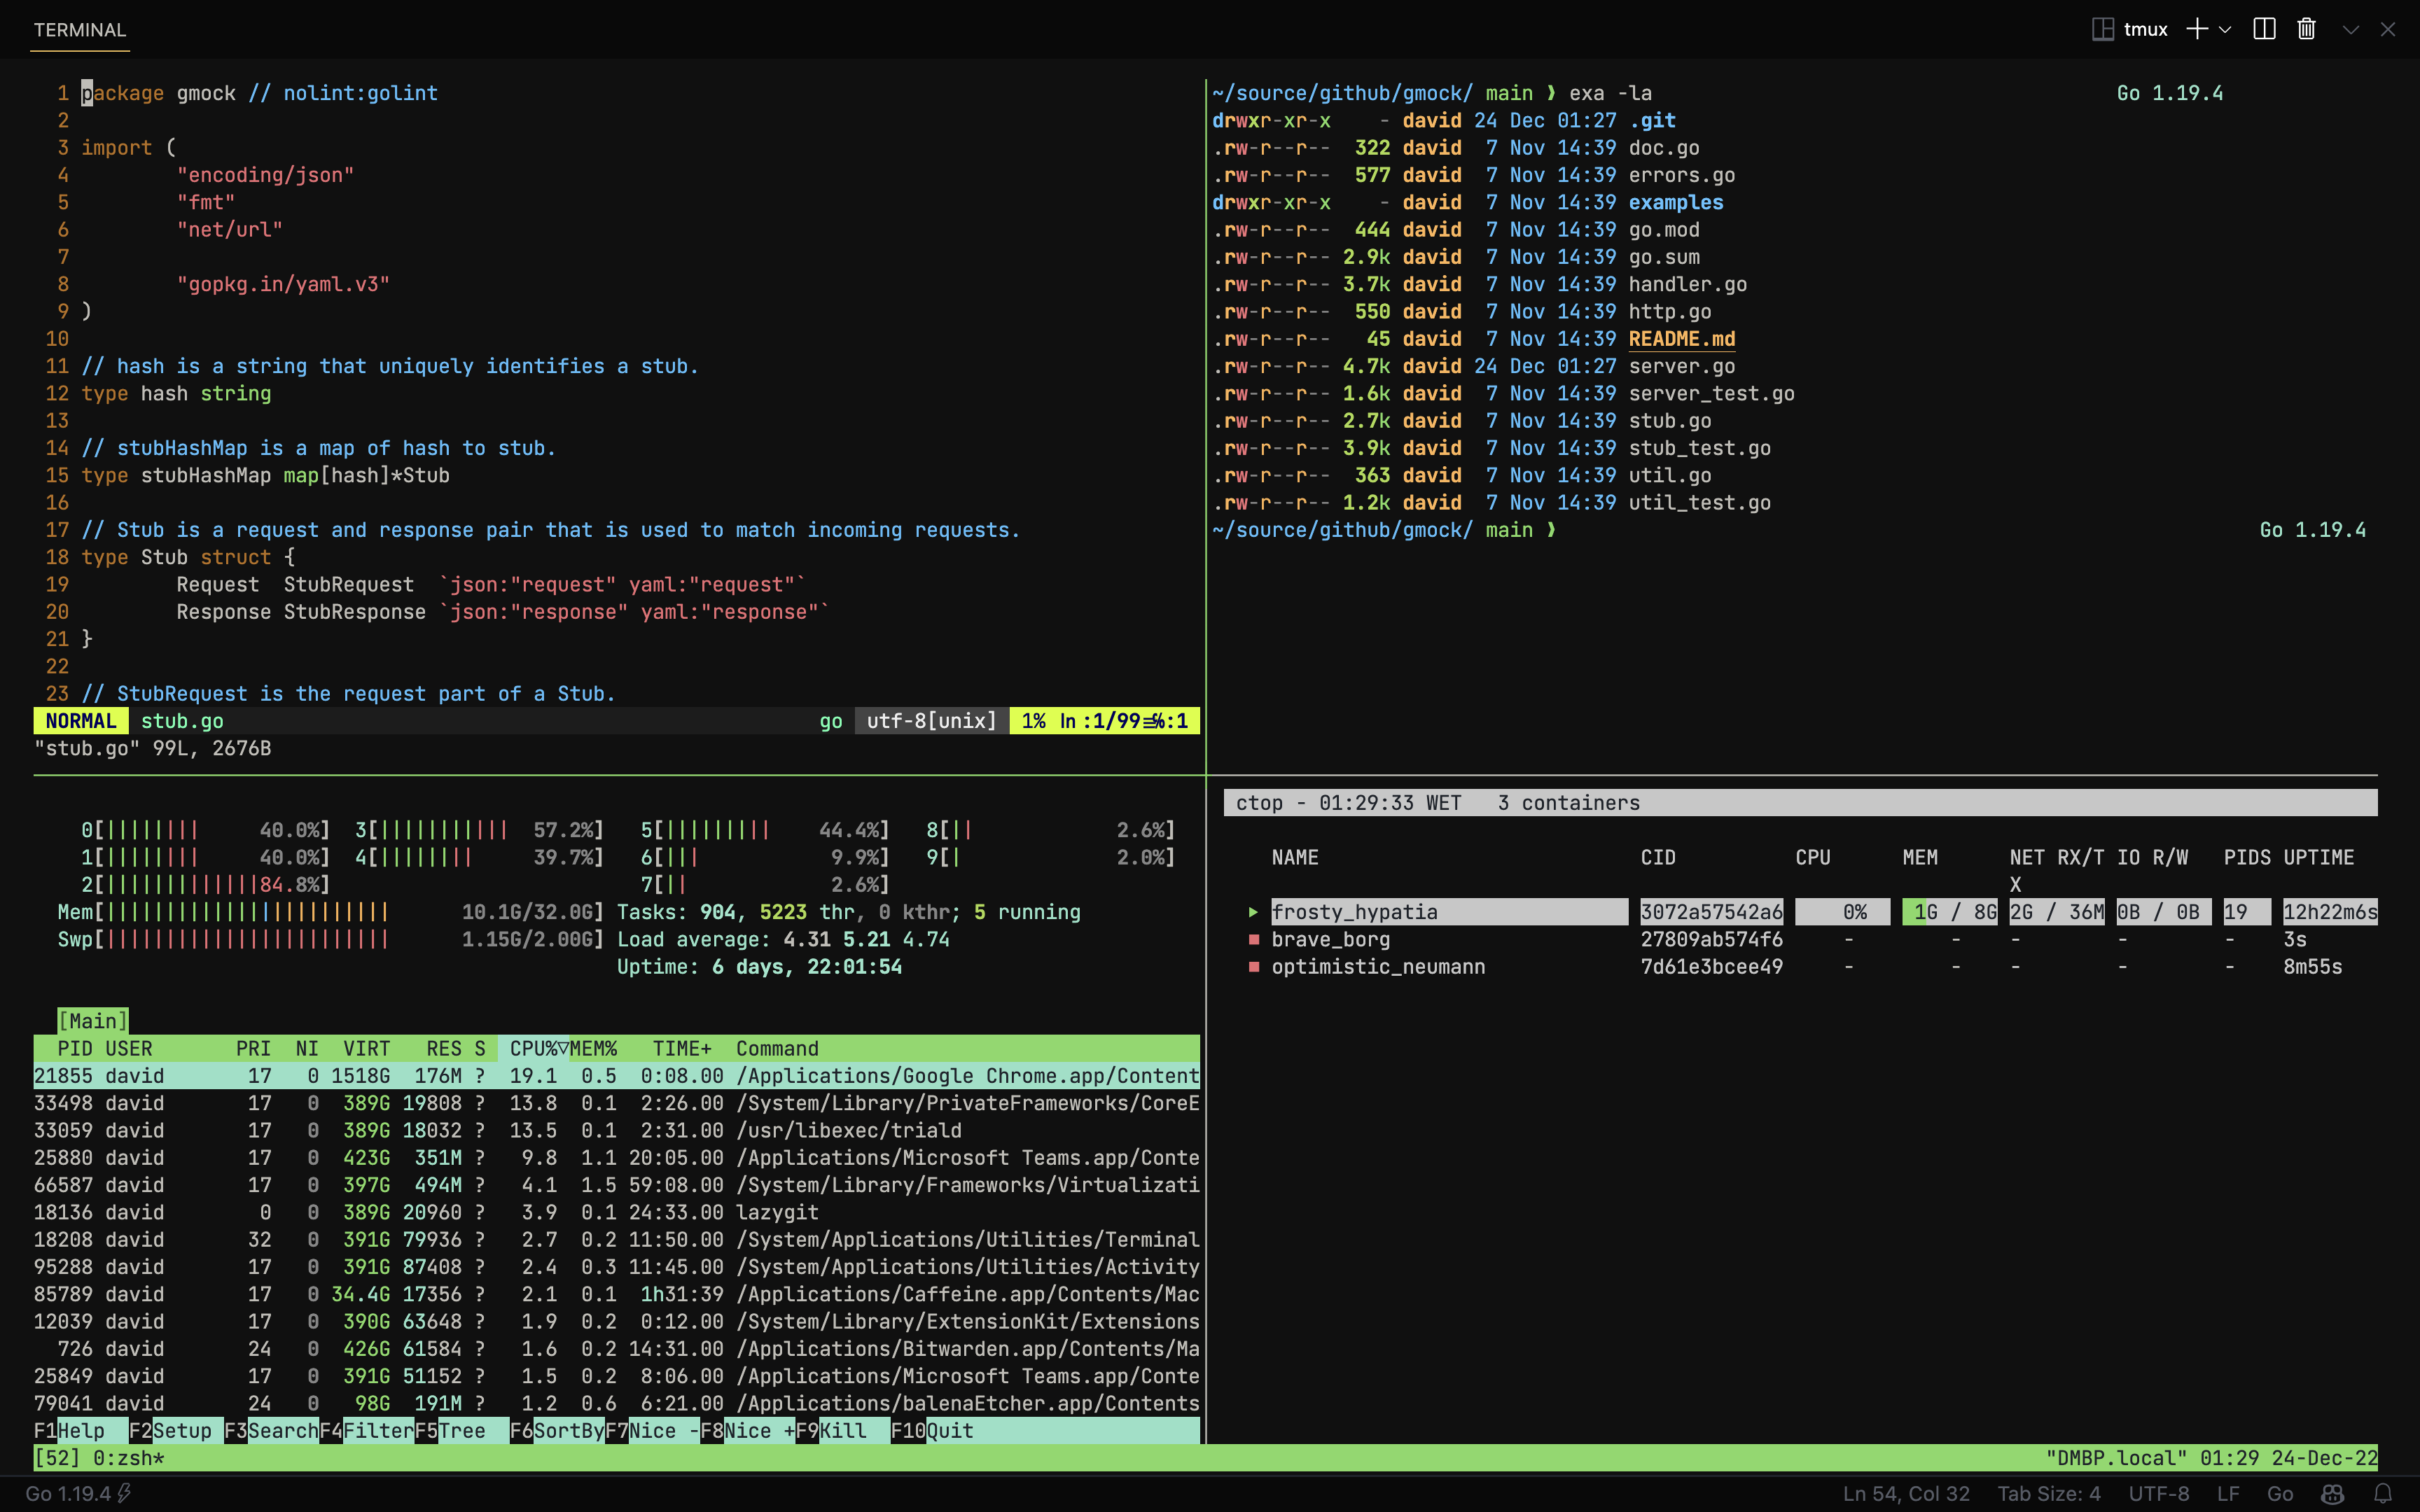 TERMINAL
tmux
1 package gmock // nolint:golint
2
3 import (
4 "encoding/json"
5 "fmt"
6 "net/url"
7
8 "gopkg.in/yaml.v3"
9 )
10
11 // hash is a string that uniquely identifies a stub.
12 type hash string
13
14 // stubHashMap is a map of hash to stub.
15 type stubHashMap map[hash]*Stub
16
17 // Stub is a request and response pair that is used to match incoming requests.
18 type Stub struct {
19 Request  StubRequest  `json:"request" yaml:"request"`
20 Response StubResponse `json:"response" yaml:"response"`
21 }
22
23 // StubRequest is the request part of a Stub.
NORMAL stub.go go utf-8[unix] 1% ln :1/99≡℅:1
"stub.go" 99L, 2676B
~/source/github/gmock/ main ❱ exa -la Go 1.19.4
drwxr-xr-x - david 24 Dec 01:27 .git
.rw-r--r-- 322 david 7 Nov 14:39 doc.go
.rw-r--r-- 577 david 7 Nov 14:39 errors.go
drwxr-xr-x - david 7 Nov 14:39 examples
.rw-r--r-- 444 david 7 Nov 14:39 go.mod
.rw-r--r-- 2.9k david 7 Nov 14:39 go.sum
.rw-r--r-- 3.7k david 7 Nov 14:39 handler.go
.rw-r--r-- 550 david 7 Nov 14:39 http.go
.rw-r--r-- 45 david 7 Nov 14:39 README.md
.rw-r--r-- 4.7k david 24 Dec 01:27 server.go
.rw-r--r-- 1.6k david 7 Nov 14:39 server_test.go
.rw-r--r-- 2.7k david 7 Nov 14:39 stub.go
.rw-r--r-- 3.9k david 7 Nov 14:39 stub_test.go
.rw-r--r-- 363 david 7 Nov 14:39 util.go
.rw-r--r-- 1.2k david 7 Nov 14:39 util_test.go
~/source/github/gmock/ main ❱ Go 1.19.4
0[|||||||| 40.0%] 3[||||||||||| 57.2%] 5[||||||||| 44.4%] 8[|| 2.6%]
1[|||||||| 40.0%] 4[|||||||| 39.7%] 6[||| 9.9%] 9[| 2.0%]
2[|||||||||||||84.8%] 7[|| 2.6%]
Mem[|||||||||||||||||||||||| 10.1G/32.0G] Tasks: 904, 5223 thr, 0 kthr; 5 running
Swp[|||||||||||||||||||||||| 1.15G/2.00G] Load average: 4.31 5.21 4.74
Uptime: 6 days, 22:01:54
[Main]
PID USER PRI NI VIRT RES S CPU%▽MEM% TIME+ Command
21855 david 17 0 1518G 176M ? 19.1 0.5 0:08.00 /Applications/Google Chrome.app/Content
33498 david 17 0 389G 19808 ? 13.8 0.1 2:26.00 /System/Library/PrivateFrameworks/CoreE
33059 david 17 0 389G 18032 ? 13.5 0.1 2:31.00 /usr/libexec/triald
25880 david 17 0 423G 351M ? 9.8 1.1 20:05.00 /Applications/Microsoft Teams.app/Conte
66587 david 17 0 397G 494M ? 4.1 1.5 59:08.00 /System/Library/Frameworks/Virtualizati
18136 david 0 0 389G 20960 ? 3.9 0.1 24:33.00 lazygit
18208 david 32 0 391G 79936 ? 2.7 0.2 11:50.00 /System/Applications/Utilities/Terminal
95288 david 17 0 391G 87408 ? 2.4 0.3 11:45.00 /System/Applications/Utilities/Activity
85789 david 17 0 34.4G 17356 ? 2.1 0.1 1h31:39 /Applications/Caffeine.app/Contents/Mac
12039 david 17 0 390G 63648 ? 1.9 0.2 0:12.00 /System/Library/ExtensionKit/Extensions
726 david 24 0 426G 61584 ? 1.6 0.2 14:31.00 /Applications/Bitwarden.app/Contents/Ma
25849 david 17 0 391G 51152 ? 1.5 0.2 8:06.00 /Applications/Microsoft Teams.app/Conte
79041 david 24 0 98G 191M ? 1.2 0.6 6:21.00 /Applications/balenaEtcher.app/Contents
F1Help F2Setup F3SearchF4FilterF5Tree F6SortByF7Nice -F8Nice +F9Kill F10Quit
ctop - 01:29:33 WET 3 containers
NAME CID CPU MEM NET RX/T IO R/W PIDS UPTIME
X
▶ frosty_hypatia 3072a57542a6 0% 1G / 8G 2G / 36M 0B / 0B 19 12h22m6s
■ brave_borg 27809ab574f6 - - - - - 3s
■ optimistic_neumann 7d61e3bcee49 - - - - - 8m55s
[52] 0:zsh* "DMBP.local" 01:29 24-Dec-22
Go 1.19.4 Ln 54, Col 32 Tab Size: 4 UTF-8 LF Go